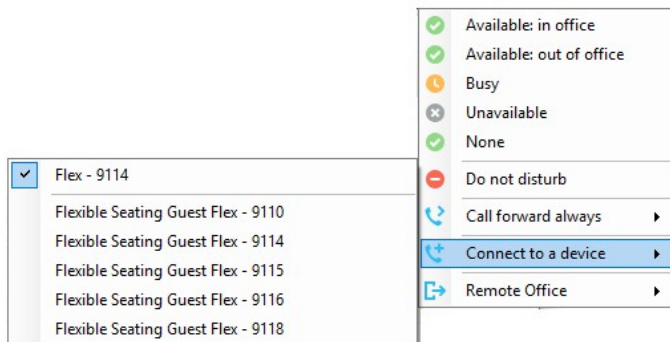 Available: in office
Available: out of office
Busy
Unavailable
None
Do not disturb
Call forward always
Connect to a device
Remote Office
Flex - 9114
Flexible Seating Guest Flex - 9110
Flexible Seating Guest Flex - 9114
Flexible Seating Guest Flex - 9115
Flexible Seating Guest Flex - 9116
Flexible Seating Guest Flex - 9118